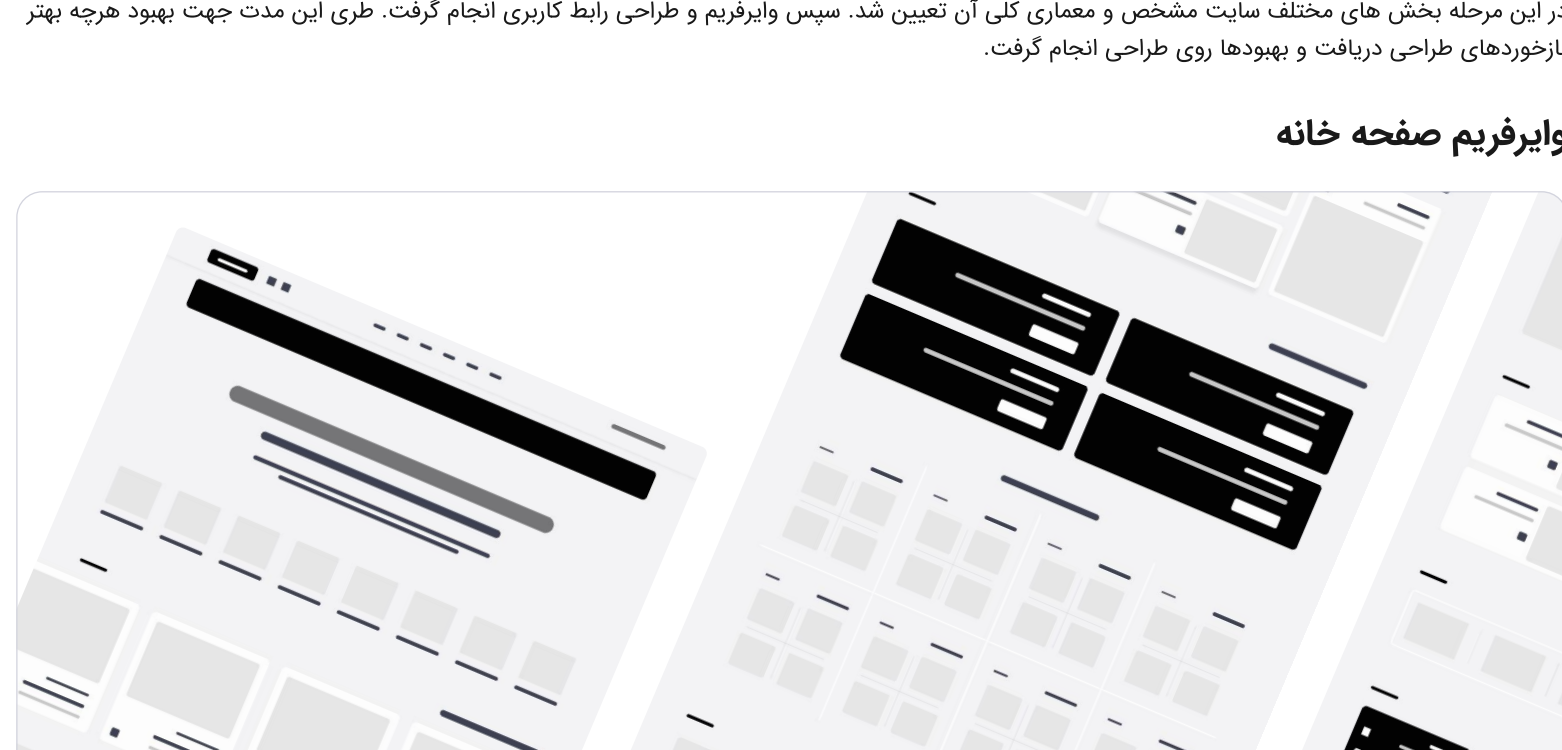 در این مرحله بخش های مختلف سایت مشخص و معماری کلی آن تعیین شد. سپس وایرفریم و طراحی رابط کاربری انجام گرفت. طری این مدت جهت بهبود هرچه بهتر
بازخوردهای طراحی دریافت و بهبودها روی طراحی انجام گرفت.
وایرفریم صفحه خانه